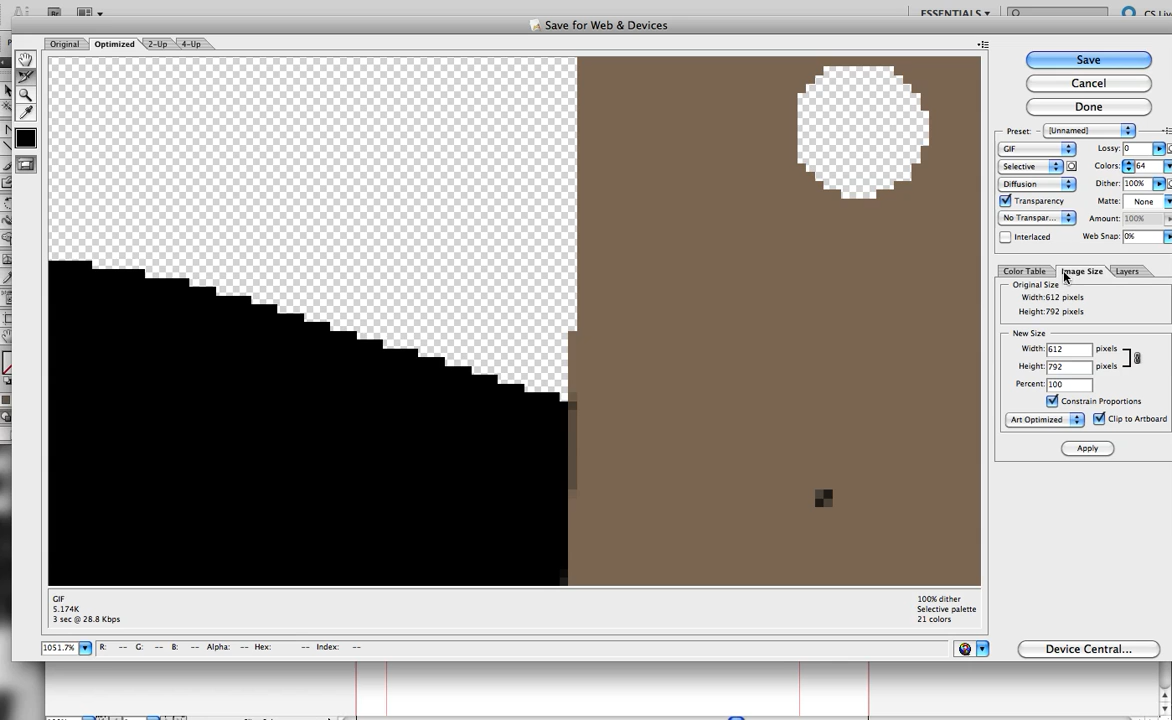 Br
ESSENTIALS
CS Live
Save for Web & Devices
Original Optimized 2-Up 4-Up
Save
Cancel
Done
Preset: [Unnamed]
GIF Lossy: 0
Selective Colors: 64
Diffusion Dither: 100%
Transparency Matte: None
No Transpar... Amount: 100%
Interlaced Web Snap: 0%
Color Table Image Size Layers
Original Size
Width:612 pixels
Height:792 pixels
New Size
Width: 612 pixels
Height: 792 pixels
Percent: 100
Constrain Proportions
Art Optimized Clip to Artboard
Apply
GIF 100% dither
5.174K Selective palette
3 sec @ 28.8 Kbps 21 colors
1051.7% R: -- G: -- B: -- Alpha: -- Hex: -- Index: --
Device Central...